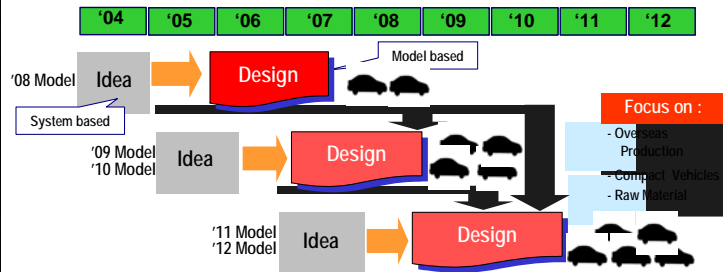 '04 '05 '06 '07 '08 '09 '10 '11 '12
Model based
'08 Model
Idea
Design
System based
Focus on :
- Overseas
Production
- Compact Vehicles
- Raw Material
'09 Model
'10 Model
Idea
Design
'11 Model
'12 Model
Idea
Design